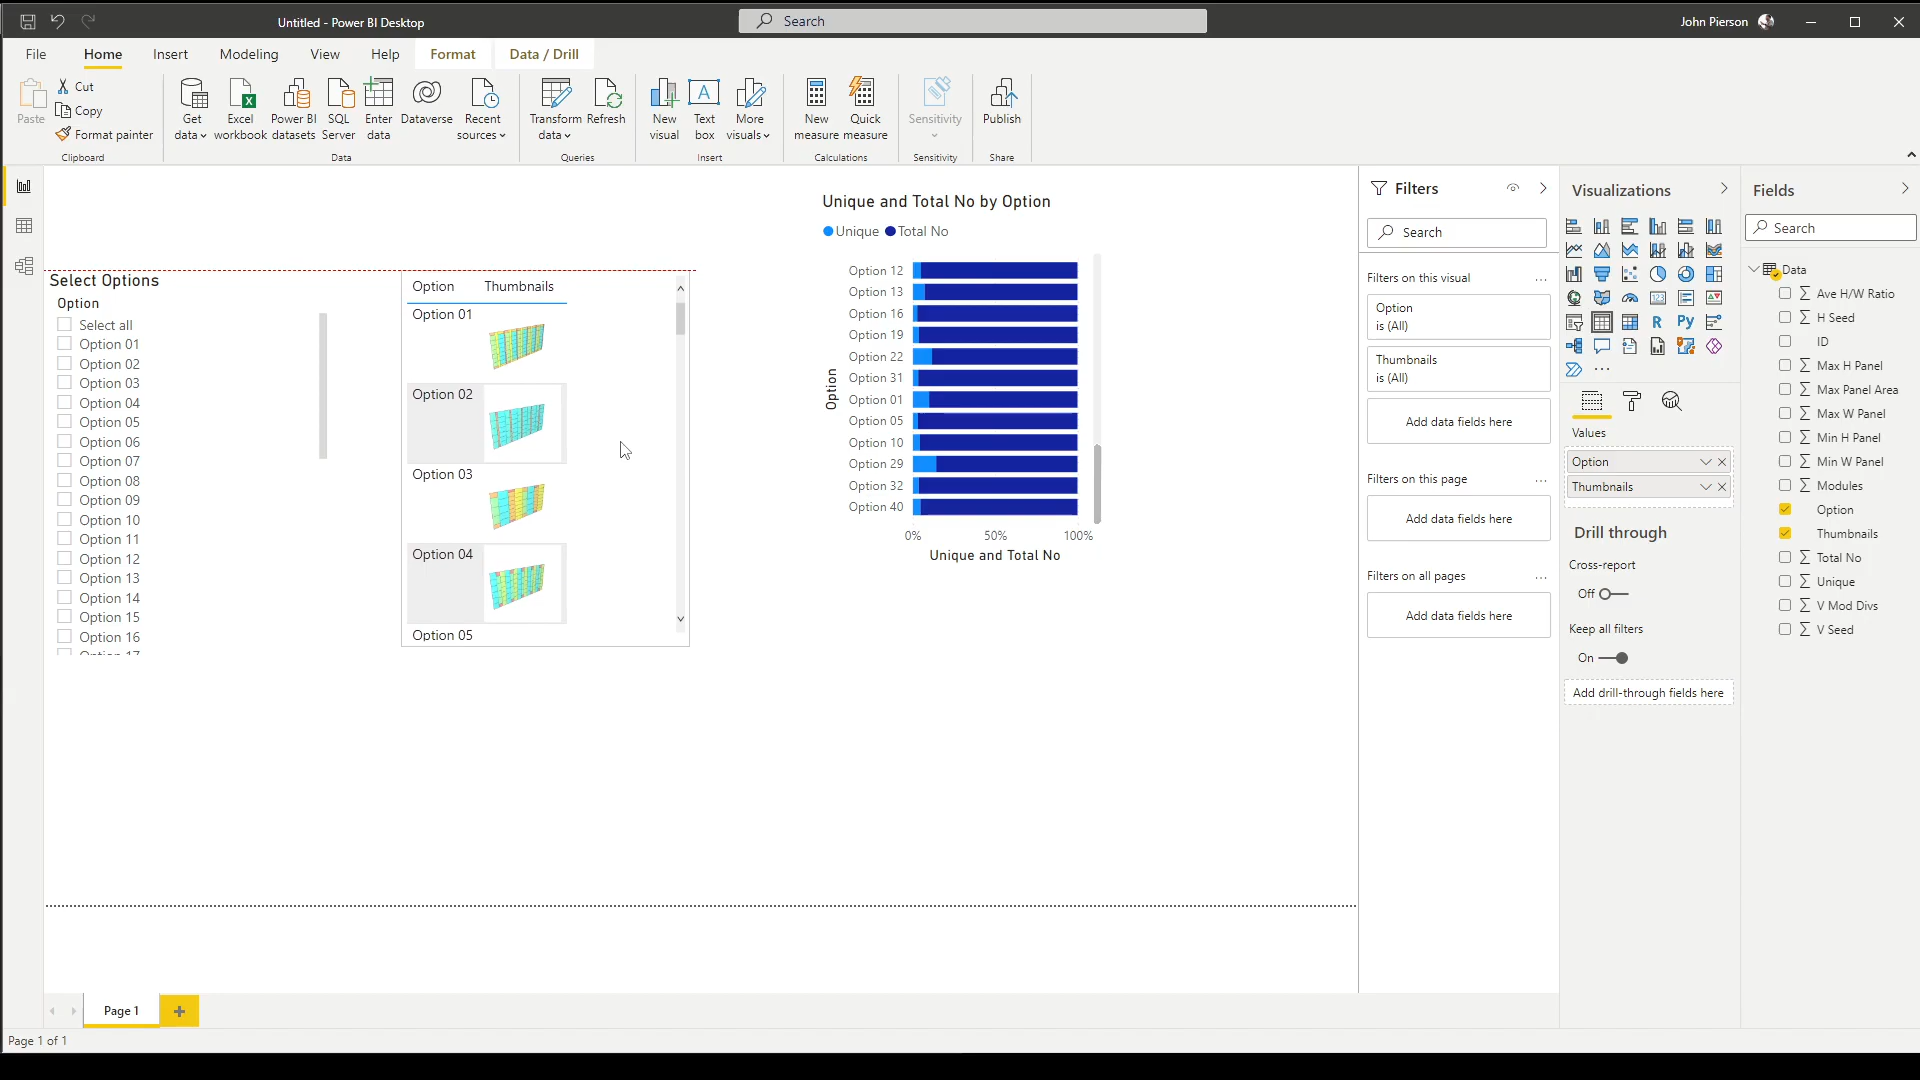 Untitled - Power BI Desktop
Search
John Pierson
File
Home
Insert
Modeling
View
Help
Format
Data / Drill
Paste
Cut
Copy
Format painter
Clipboard
Get data
Excel workbook
Power BI datasets
SQL Server
Enter data
Dataverse
Recent sources
Data
Transform data
Refresh
Queries
New visual
Text box
More visuals
Insert
New measure
Quick measure
Calculations
Sensitivity
Sensitivity
Publish
Share
Select Options
Option
Select all
Option 01
Option 02
Option 03
Option 04
Option 05
Option 06
Option 07
Option 08
Option 09
Option 10
Option 11
Option 12
Option 13
Option 14
Option 15
Option 16
Option 17
Option Thumbnails
Option 01
Option 02
Option 03
Option 04
Option 05
Unique and Total No by Option
Unique Total No
Option
Option 12
Option 13
Option 16
Option 19
Option 22
Option 31
Option 01
Option 05
Option 10
Option 29
Option 32
Option 40
0% 50% 100%
Unique and Total No
Filters
Search
Filters on this visual ...
Option
is (All)
Thumbnails
is (All)
Add data fields here
Filters on this page ...
Add data fields here
Filters on all pages ...
Add data fields here
Visualizations
123
R
Py
...
Values
Option
Thumbnails
Drill through
Cross-report
Off
Keep all filters
On
Add drill-through fields here
Fields
Search
Data
Ave H/W Ratio
H Seed
ID
Max H Panel
Max Panel Area
Max W Panel
Min H Panel
Min W Panel
Modules
Option
Thumbnails
Total No
Unique
V Mod Divs
V Seed
Page 1
Page 1 of 1